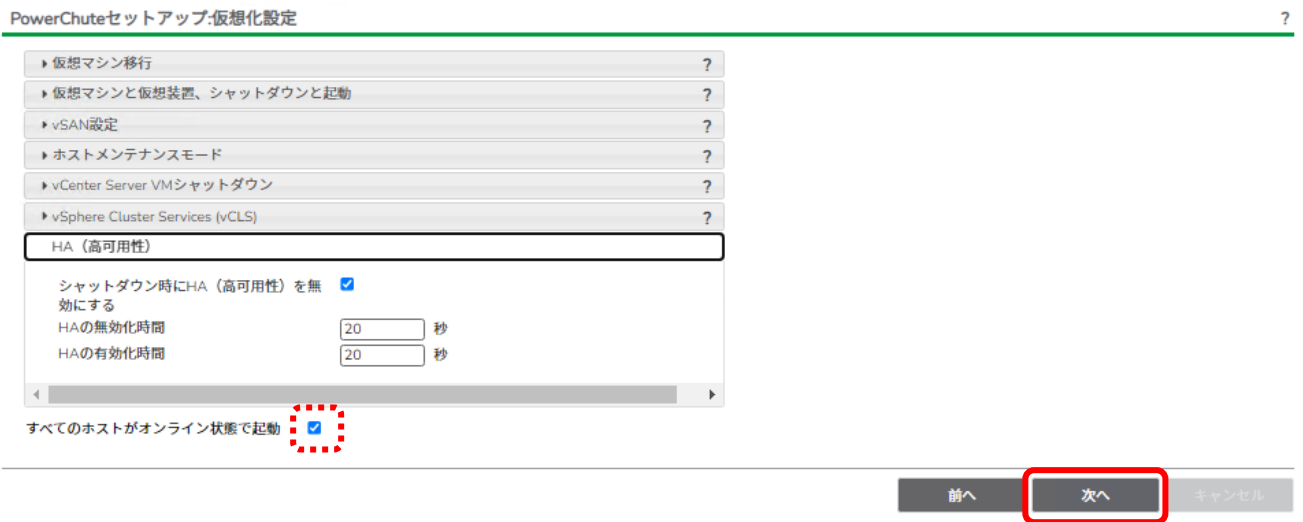 PowerChuteセットアップ:仮想化設定 ?
仮想マシン移行 ?
仮想マシンと仮想装置、シャットダウンと起動 ?
vSAN設定 ?
ホストメンテナンスモード ?
vCenter Server VMシャットダウン ?
vSphere Cluster Services (vCLS) ?
HA（高可用性）
シャットダウン時にHA（高可用性）を無
効にする
HAの無効化時間 20 秒
HAの有効化時間 20 秒
すべてのホストがオンライン状態で起動
前へ 次へ キャンセル